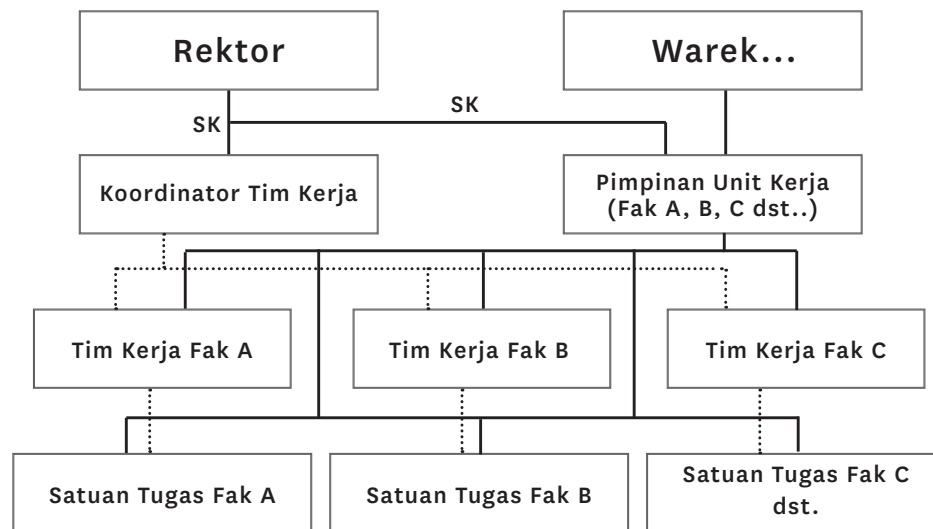 Rektor
Warek...
SK
SK
Koordinator Tim Kerja
Pimpinan Unit Kerja
(Fak A, B, C dst..)
Tim Kerja Fak A
Tim Kerja Fak B
Tim Kerja Fak C
Satuan Tugas Fak A
Satuan Tugas Fak B
Satuan Tugas Fak C
dst.